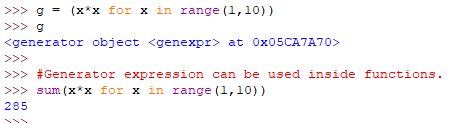 >>> g = (x*x for x in range(1,10))
>>> g
<generator object <genexpr> at 0x05CA7A70>
>>>
>>> #Generator expression can be used inside functions.
>>> sum(x*x for x in range(1,10))
285
>>>